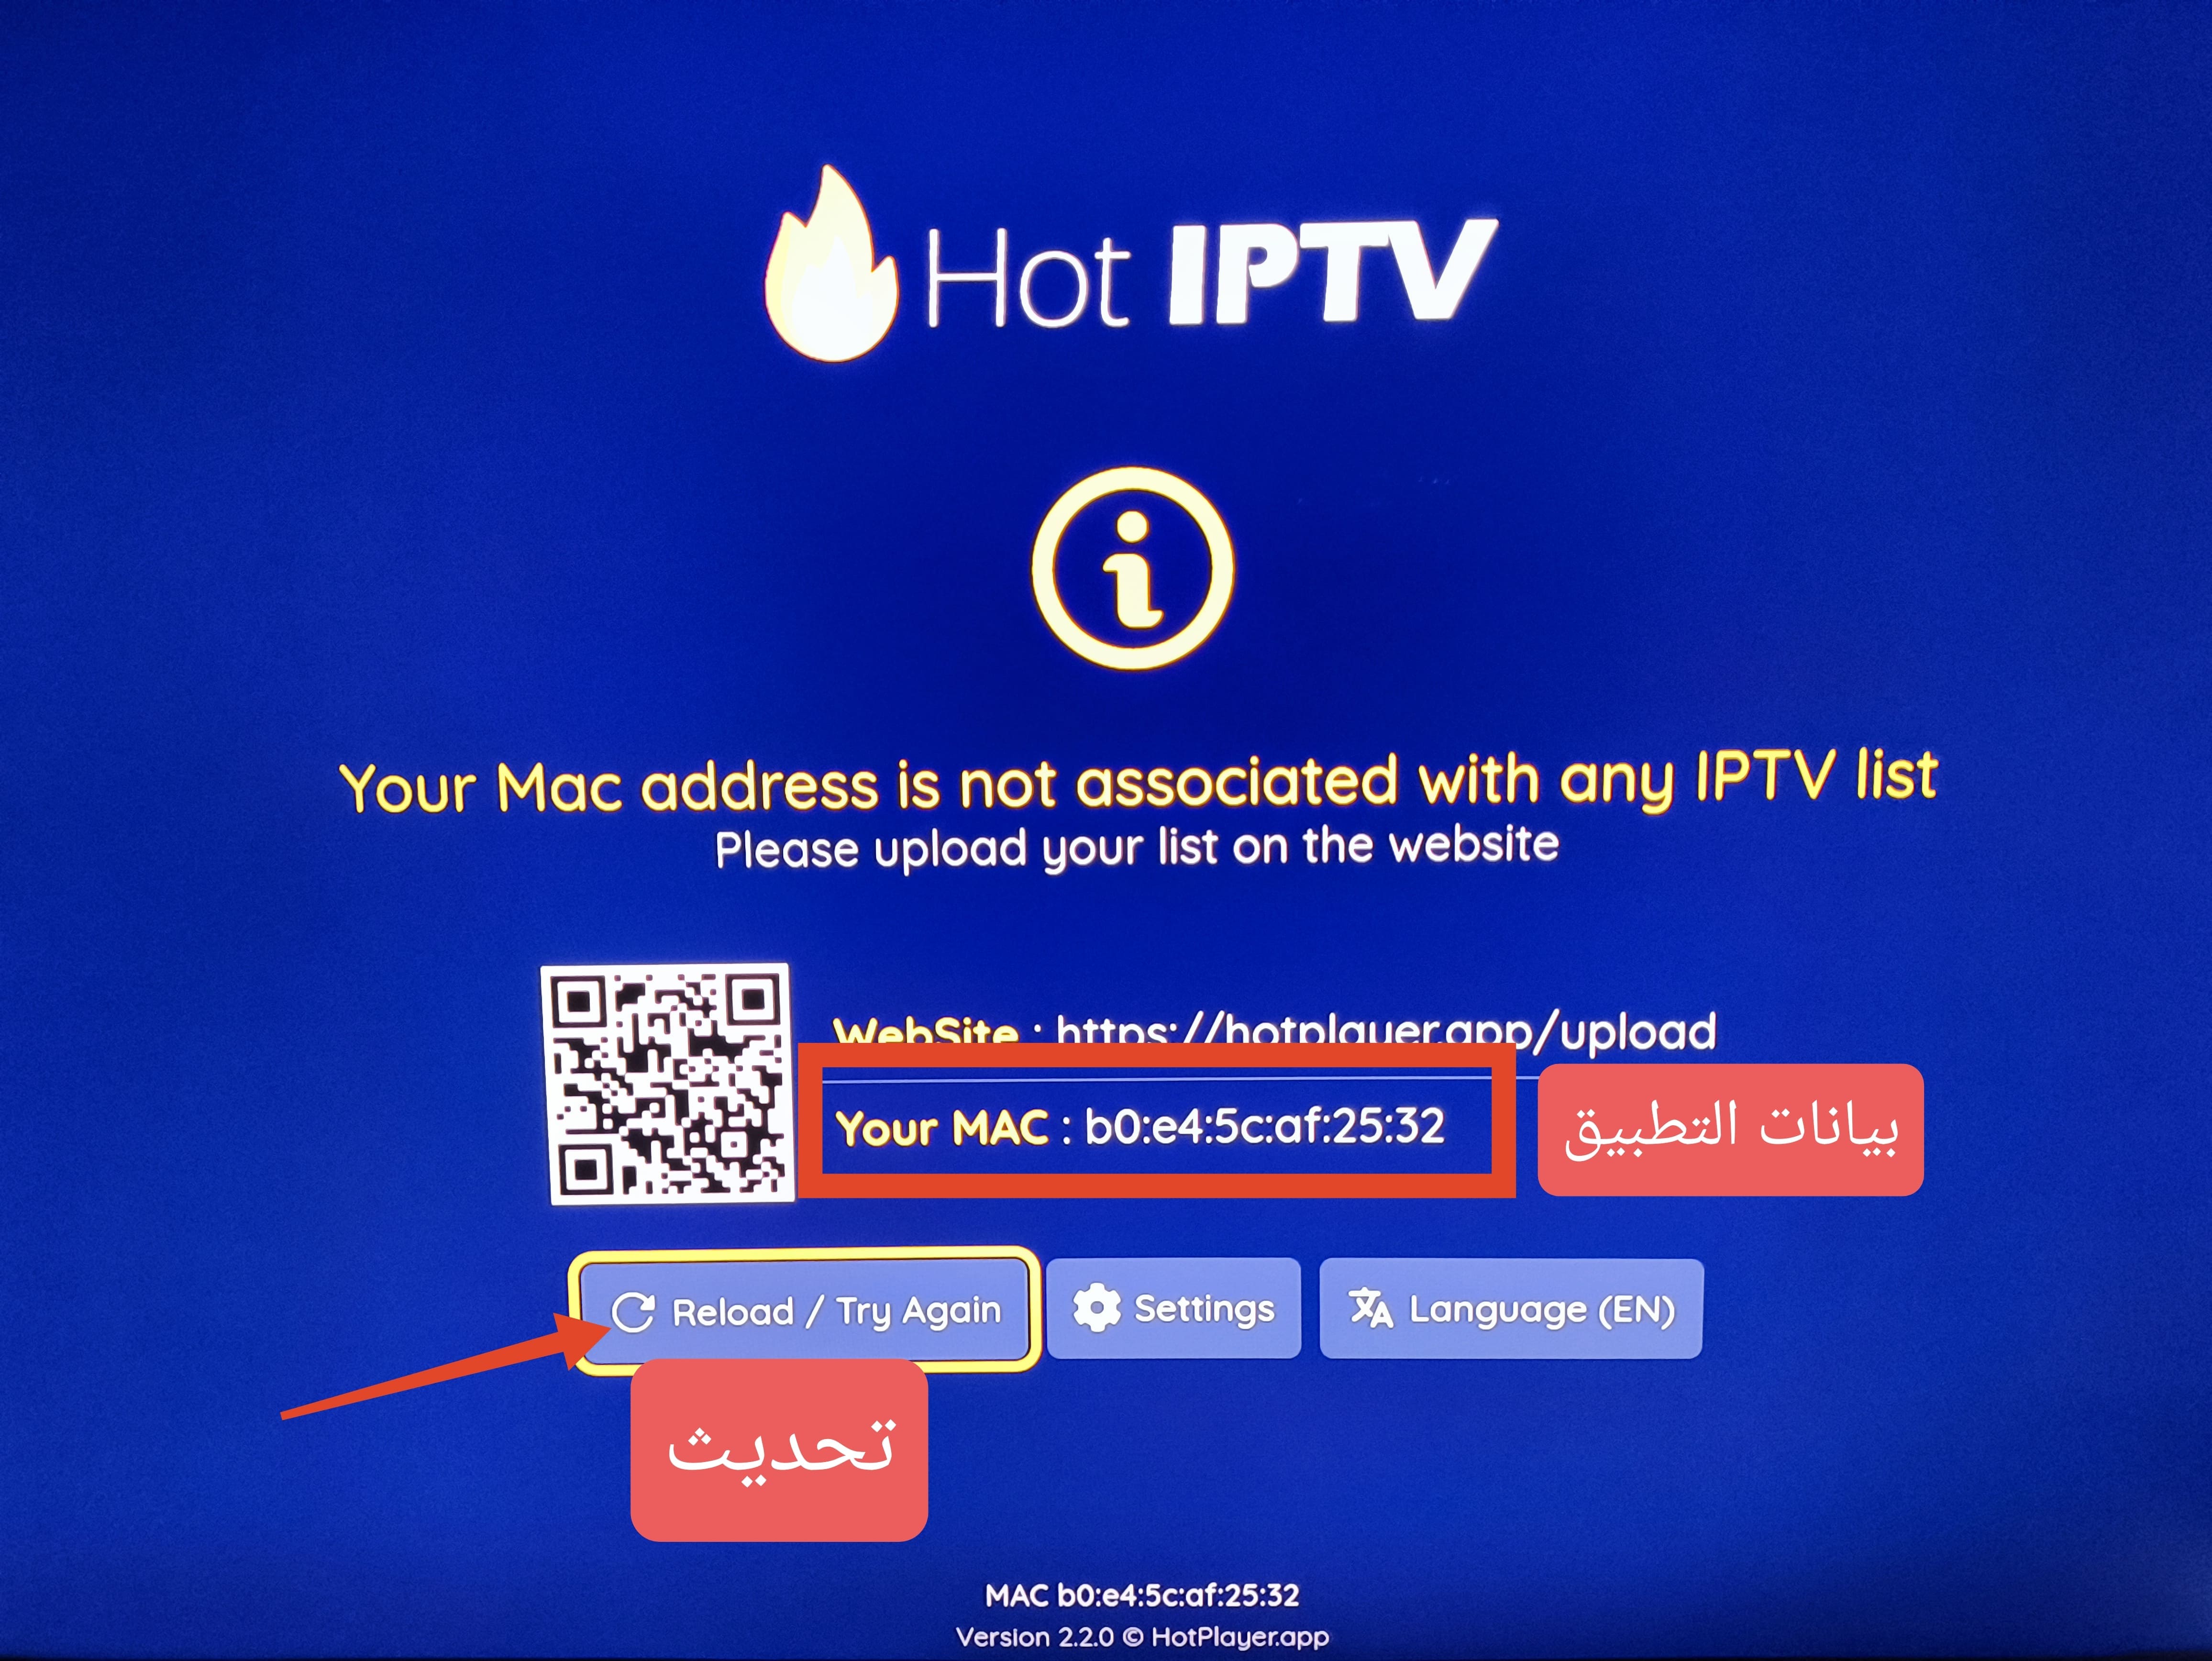 Hot IPTV
Your Mac address is not associated with any IPTV list
Please upload your list on the website
WebSite : https://hotplayer.app/upload
Your MAC : b0:e4:5c:af:25:32
بيانات التطبيق
Reload / Try Again
Settings
Language (EN)
تحديث
MAC b0:e4:5c:af:25:32
Version 2.2.0 © HotPlayer.app